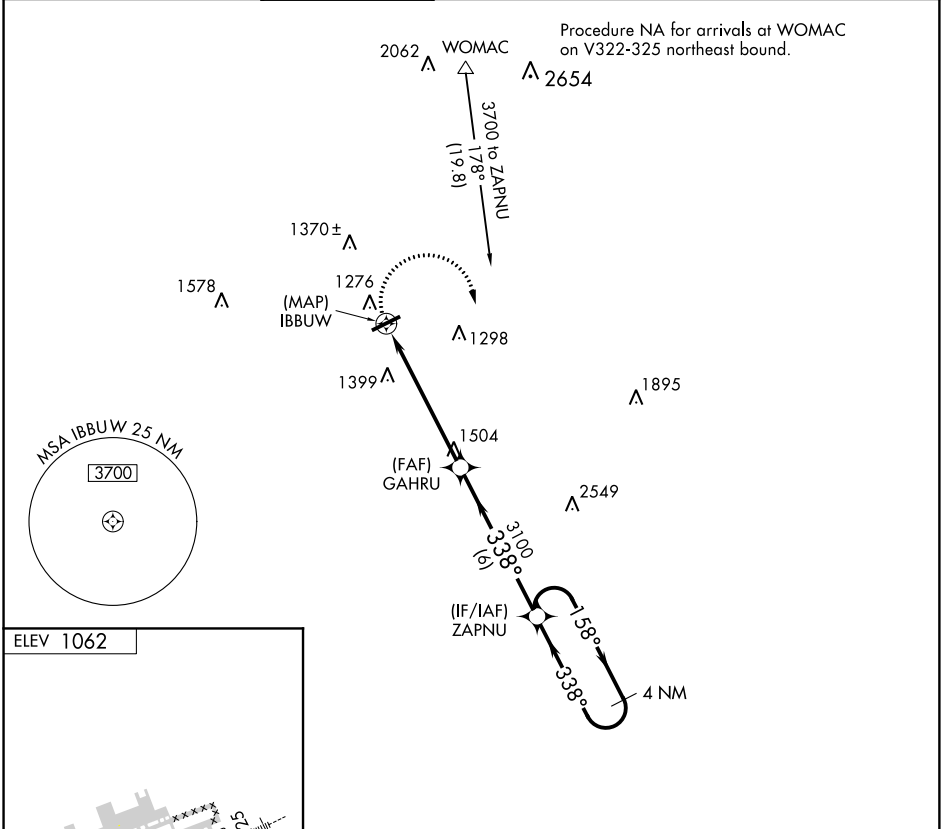 Procedure NA for arrivals at WOMAC
on V322-325 northeast bound.
2062
WOMAC
2654
3700 to ZAPNU
178°
(19.8)
1370±
1578
1276
(MAP)
IBBUW
1298
1399
1895
MSA IBBUW 25 NM
3700
1504
(FAF)
GAHRU
2549
3100
338°
(6)
(IF/IAF)
ZAPNU
158°
338°
4 NM
ELEV 1062
25